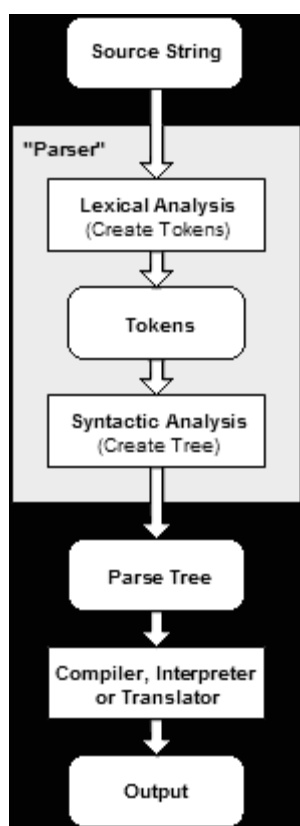 Source String
"Parser"
Lexical Analysis
(Create Tokens)
Tokens
Syntactic Analysis
(Create Tree)
Parse Tree
Compiler, Interpreter
or Translator
Output